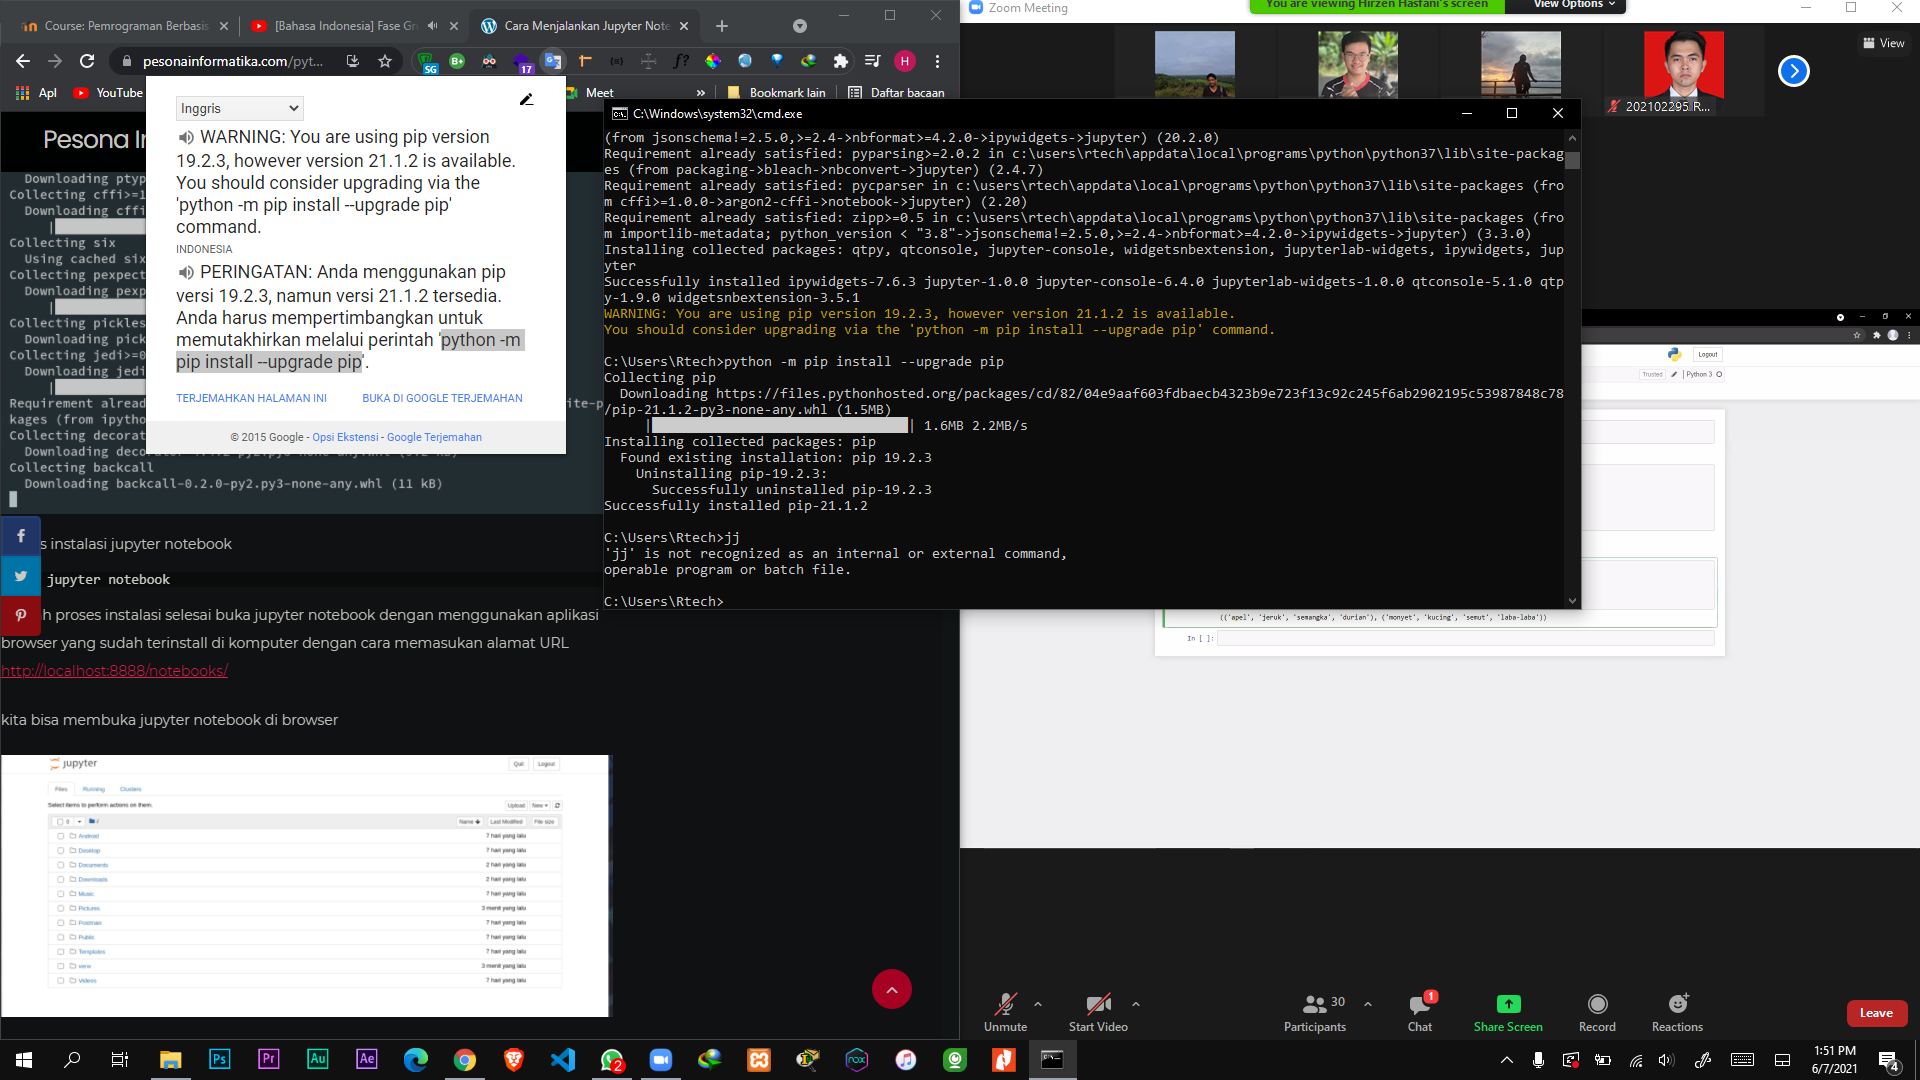 Course: Pemrograman Berbasis
[Bahasa Indonesia] Fase Gr
Cara Menjalankan Jupyter Note
pesonainformatika.com/pyt...
SG
B+
17
H
Apl
YouTube
Meet
»
Bookmark lain
Daftar bacaan
Pesona In
Inggris
WARNING: You are using pip version
19.2.3, however version 21.1.2 is available.
You should consider upgrading via the
'python -m pip install --upgrade pip'
command.
INDONESIA
PERINGATAN: Anda menggunakan pip
versi 19.2.3, namun versi 21.1.2 tersedia.
Anda harus mempertimbangkan untuk
memutakhirkan melalui perintah 'python -m
pip install --upgrade pip'.
TERJEMAHKAN HALAMAN INI
BUKA DI GOOGLE TERJEMAHAN
© 2015 Google - Opsi Ekstensi - Google Terjemahan
Downloading ptyp
Collecting cffi>=1
Downloading cffi
Collecting six
Using cached six
Collecting pexpect
Downloading pexp
Collecting pickles
Downloading pick
Collecting jedi>=0
Downloading jedi
Requirement alread
ite-p
kages (from ipytho
Collecting decorat
Collecting backcall
Downloading backcall-0.2.0-py2.py3-none-any.whl (11 kB)
s instalasi jupyter notebook
jupyter notebook
h proses instalasi selesai buka jupyter notebook dengan menggunakan aplikasi
browser yang sudah terinstall di komputer dengan cara memasukan alamat URL
http://localhost:8888/notebooks/
kita bisa membuka jupyter notebook di browser
jupyter
Quit
Logout
Files
Running
Clusters
Select items to perform actions on them.
Upload
New
0
/
Name
Last Modified
File size
Android
7 hari yang lalu
Desktop
7 hari yang lalu
Documents
2 hari yang lalu
Downloads
2 hari yang lalu
Music
7 hari yang lalu
Pictures
3 menit yang lalu
Postman
7 hari yang lalu
Public
7 hari yang lalu
Templates
7 hari yang lalu
3 menit yang lalu
Videos
7 hari yang lalu
C:\Windows\system32\cmd.exe
(from jsonschema!=2.5.0,>=2.4->nbformat>=4.2.0->ipywidgets->jupyter) (20.2.0)
Requirement already satisfied: pyparsing>=2.0.2 in c:\users\rtech\appdata\local\programs\python\python37\lib\site-packag
es (from packaging->bleach->nbconvert->jupyter) (2.4.7)
Requirement already satisfied: pycparser in c:\users\rtech\appdata\local\programs\python\python37\lib\site-packages (fro
m cffi>=1.0.0->argon2-cffi->notebook->jupyter) (2.20)
Requirement already satisfied: zipp>=0.5 in c:\users\rtech\appdata\local\programs\python\python37\lib\site-packages (fro
m importlib-metadata; python_version < "3.8"->jsonschema!=2.5.0,>=2.4->nbformat>=4.2.0->ipywidgets->jupyter) (3.3.0)
Installing collected packages: qtpy, qtconsole, jupyter-console, widgetsnbextension, jupyterlab-widgets, ipywidgets, jup
yter
Successfully installed ipywidgets-7.6.3 jupyter-1.0.0 jupyter-console-6.4.0 jupyterlab-widgets-1.0.0 qtconsole-5.1.0 qtp
y-1.9.0 widgetsnbextension-3.5.1
WARNING: You are using pip version 19.2.3, however version 21.1.2 is available.
You should consider upgrading via the 'python -m pip install --upgrade pip' command.
C:\Users\Rtech>python -m pip install --upgrade pip
Collecting pip
Downloading https://files.pythonhosted.org/packages/cd/82/04e9aaf603fdbaecb4323b9e723f13c92c245f6ab2902195c53987848c78
/pip-21.1.2-py3-none-any.whl (1.5MB)
| | 1.6MB 2.2MB/s
Installing collected packages: pip
Found existing installation: pip 19.2.3
Uninstalling pip-19.2.3:
Successfully uninstalled pip-19.2.3
Successfully installed pip-21.1.2
C:\Users\Rtech>jj
'jj' is not recognized as an internal or external command,
operable program or batch file.
C:\Users\Rtech>
Zoom Meeting
You are viewing Hirzen Hasfani's screen
View Options
View
202102295 R...
Logout
Trusted
Python 3
(('apel', 'jeruk', 'semangka', 'durian'), ('monyet', 'kucing', 'semut', 'laba-laba'))
In [ ]:
Unmute
Start Video
30
Participants
1
Chat
Share Screen
Record
Reactions
Leave
Ps
Pr
Au
Ae
2
nox
1:51 PM
6/7/2021
4